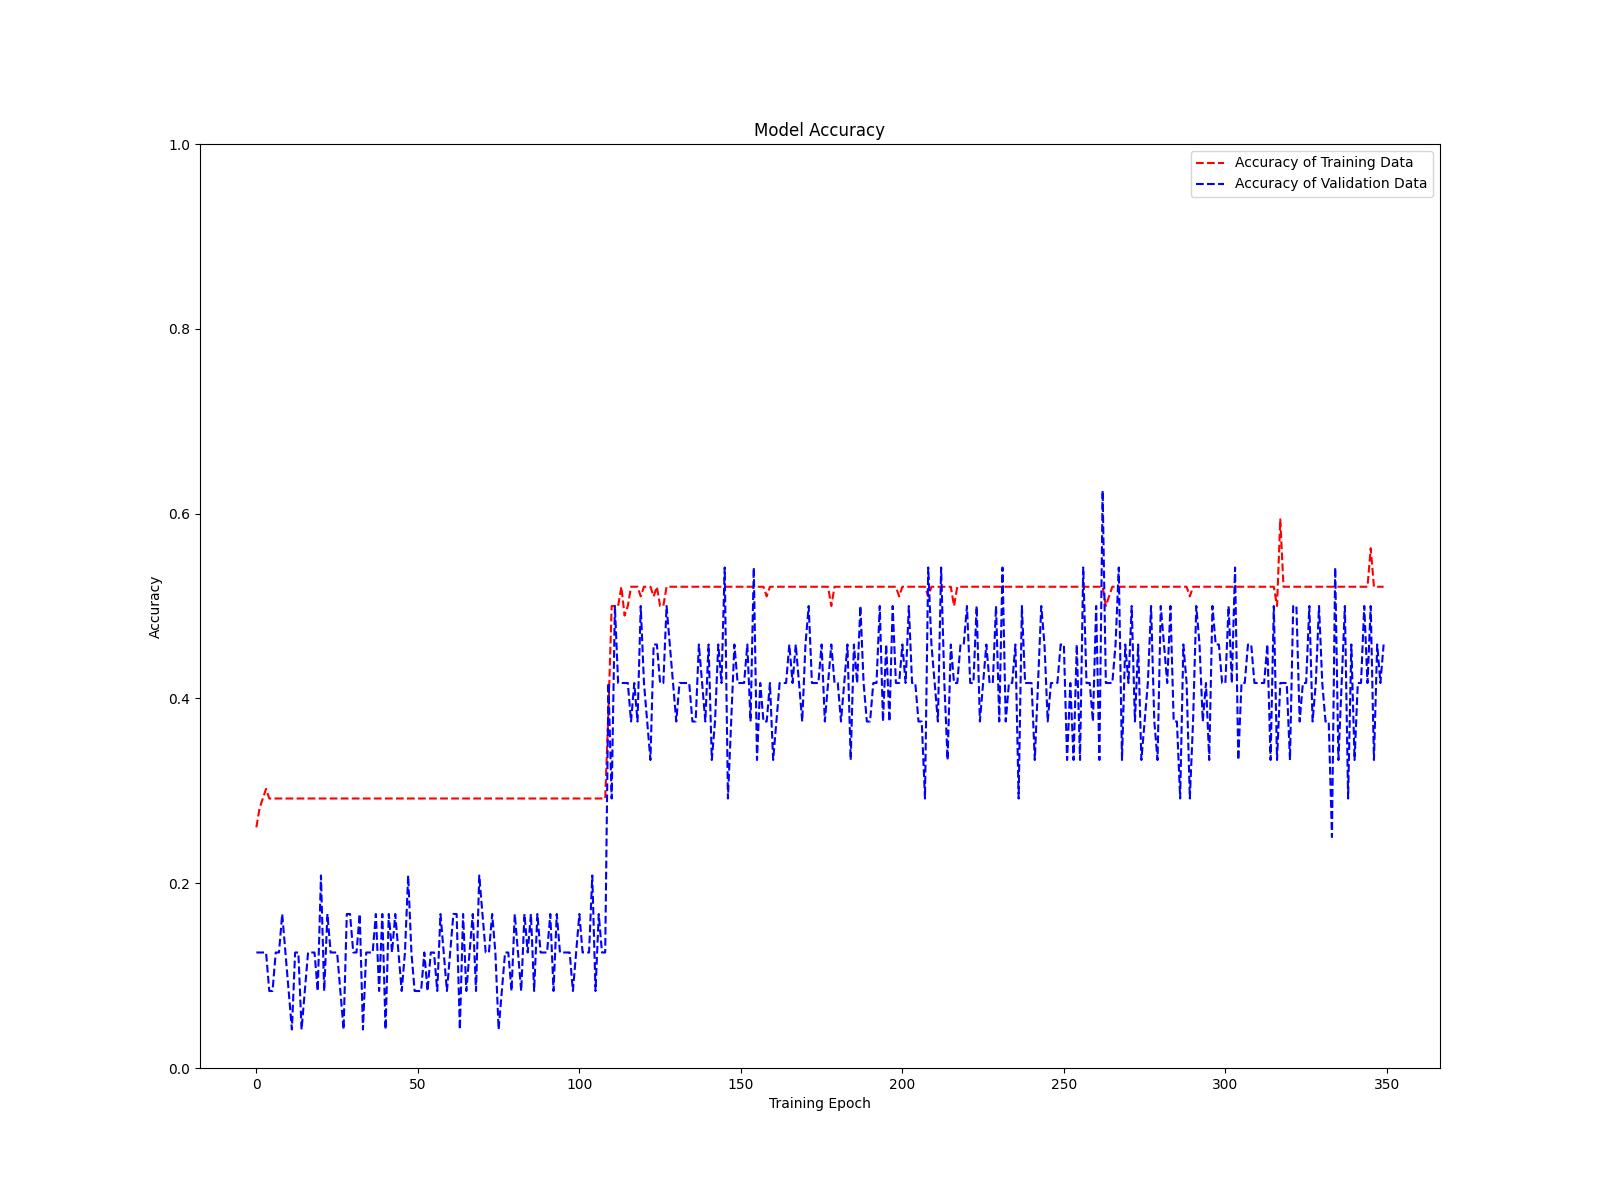 Model Accuracy
Accuracy of Training Data
Accuracy of Validation Data
1.0
0.8
0.6
0.4
0.2
0.0
Accuracy
0 50 100 150 200 250 300 350
Training Epoch